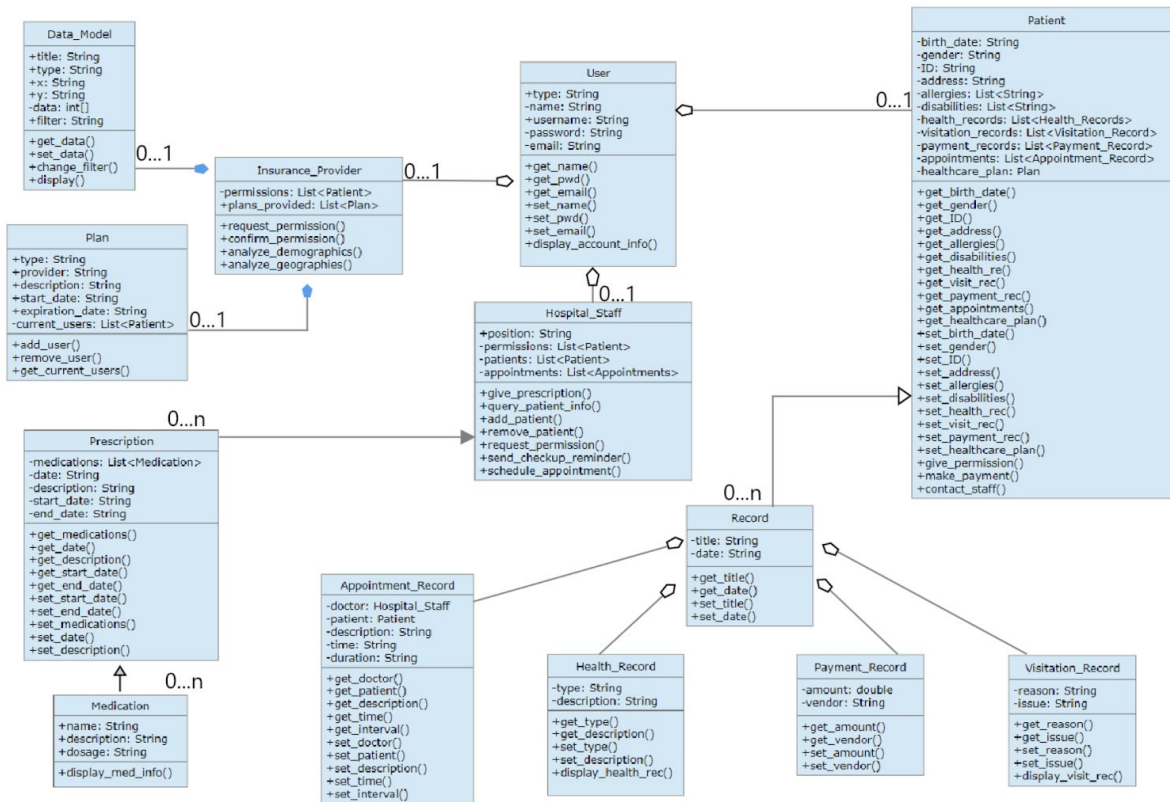 Data_Model
+title: String
+type: String
+x: String
+y: String
-data: int[]
+filter: String
+get_data()
+set_data()
+change_filter()
+display()
0...1
Insurance_Provider
-permissions: List<Patient>
+plans_provided: List<Plan>
+request_permission()
+confirm_permission()
+analyze_demographics()
+analyze_geographies()
0...1
User
+type: String
-name: String
+username: String
-password: String
-email: String
+get_name()
+get_pwd()
+get_email()
+set_name()
+set_pwd()
+set_email()
+display_account_info()
0...1
Patient
-birth_date: String
-gender: String
-ID: String
-address: String
-allergies: List<String>
-disabilities: List<String>
-health_records: List<Health_Records>
-visitation_records: List<Visitation_Record>
-payment_records: List<Payment_Record>
-appointments: List<Appointment_Record>
-healthcare_plan: Plan
+get_birth_date()
+get_gender()
+get_ID()
+get_address()
+get_allergies()
+get_disabilities()
+get_health_re()
+get_visit_rec()
+get_payment_rec()
+get_appointments()
+get_healthcare_plan()
+set_birth_date()
+set_gender()
+set_ID()
+set_address()
+set_allergies()
+set_disabilities()
+set_health_rec()
+set_visit_rec()
+set_payment_rec()
+set_healthcare_plan()
+give_permission()
+make_payment()
+contact_staff()
Plan
+type: String
+provider: String
+description: String
+start_date: String
+expiration_date: String
-current_users: List<Patient>
+add_user()
+remove_user()
+get_current_users()
0...1
0...1
Hospital_Staff
+position: String
-permissions: List<Patient>
-patients: List<Patient>
-appointments: List<Appointments>
+give_prescription()
+query_patient_info()
+add_patient()
+remove_patient()
+request_permission()
+send_checkup_reminder()
+schedule_appointment()
0...n
Prescription
-medications: List<Medication>
-date: String
-description: String
-start_date: String
-end_date: String
+get_medications()
+get_date()
+get_description()
+get_start_date()
+get_end_date()
+set_start_date()
+set_end_date()
+set_medications()
+set_date()
+set_description()
0...n
Medication
+name: String
+description: String
+dosage: String
+display_med_info()
0...n
Record
-title: String
-date: String
+get_title()
+get_date()
+set_title()
+set_date()
Appointment_Record
-doctor: Hospital_Staff
-patient: Patient
-description: String
-time: String
-duration: String
+get_doctor()
+get_patient()
+get_description()
+get_time()
+get_interval()
+set_doctor()
+set_patient()
+set_description()
+set_time()
+set_interval()
Health_Record
-type: String
-description: String
+get_type()
+get_description()
+set_type()
+set_description()
+display_health_rec()
Payment_Record
-amount: double
-vendor: String
+get_amount()
+get_vendor()
+set_amount()
+set_vendor()
Visitation_Record
-reason: String
-issue: String
+get_reason()
+get_issue()
+set_reason()
+set_issue()
+display_visit_rec()